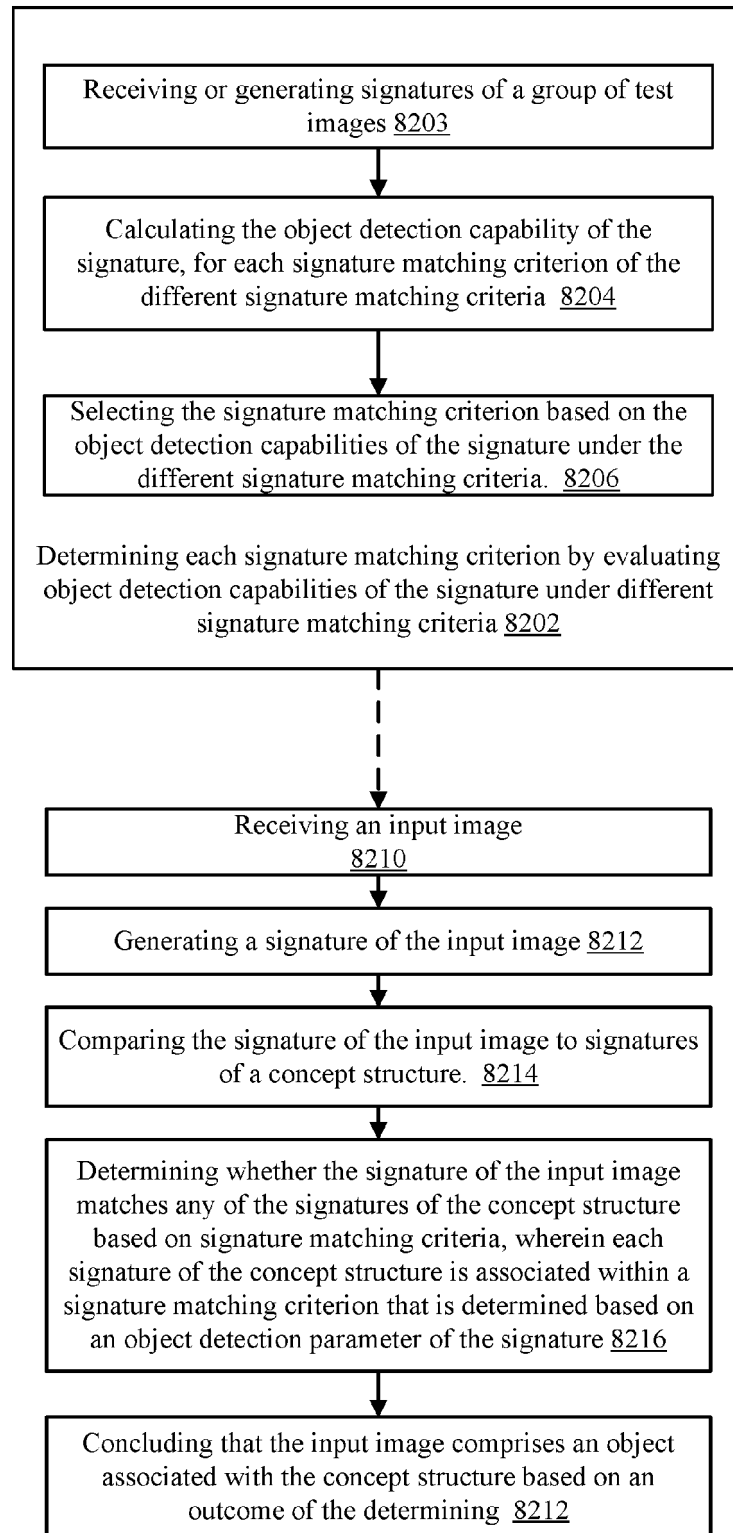 Receiving or generating signatures of a group of test
images 8203
Calculating the object detection capability of the
signature, for each signature matching criterion of the
different signature matching criteria 8204
Selecting the signature matching criterion based on the
object detection capabilities of the signature under the
different signature matching criteria. 8206
Determining each signature matching criterion by evaluating
object detection capabilities of the signature under different
signature matching criteria 8202
Receiving an input image
8210
Generating a signature of the input image 8212
Comparing the signature of the input image to signatures
of a concept structure. 8214
Determining whether the signature of the input image
matches any of the signatures of the concept structure
based on signature matching criteria, wherein each
signature of the concept structure is associated within a
signature matching criterion that is determined based on
an object detection parameter of the signature 8216
Concluding that the input image comprises an object
associated with the concept structure based on an
outcome of the determining 8212